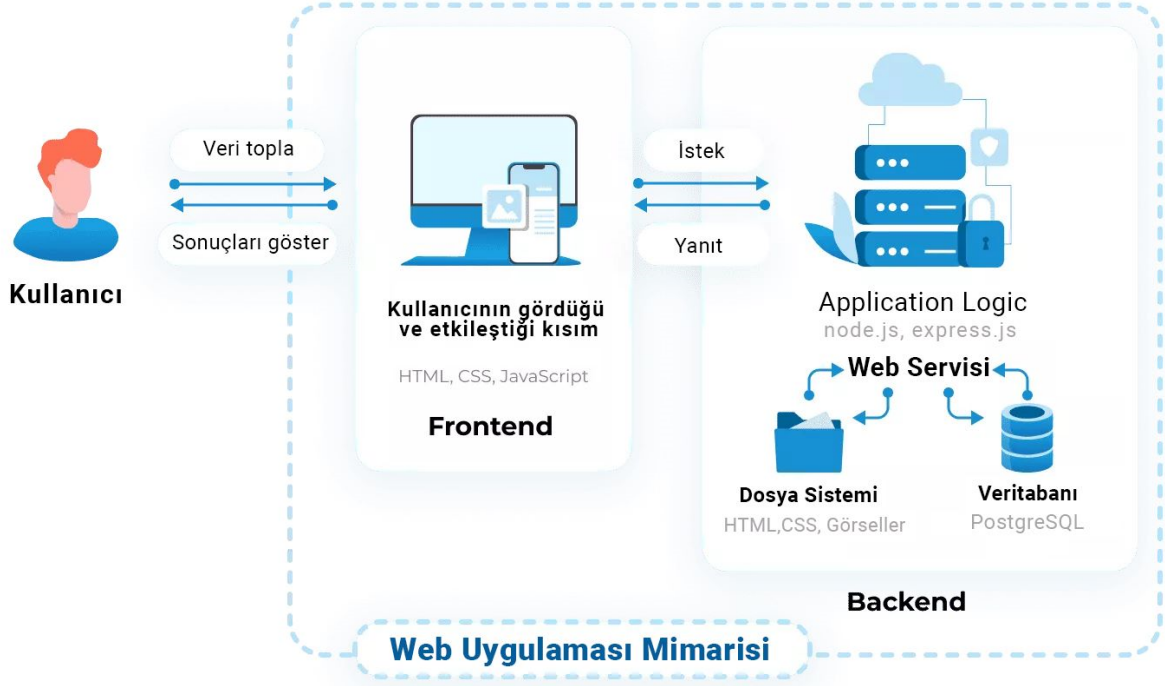 Kullanıcı
Veri topla
Sonuçları göster
Kullanıcının gördüğü
ve etkileştiği kısım
HTML, CSS, JavaScript
Frontend
İstek
Yanıt
Application Logic
node.js, express.js
Web Servisi
Dosya Sistemi
HTML,CSS, Görseller
Veritabanı
PostgreSQL
Backend
Web Uygulaması Mimarisi